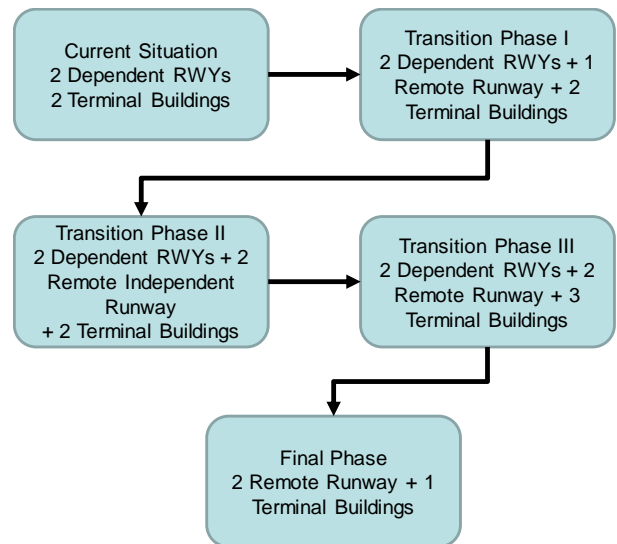 Current Situation
2 Dependent RWYs
2 Terminal Buildings
Transition Phase I
2 Dependent RWYs + 1
Remote Runway + 2
Terminal Buildings
Transition Phase II
2 Dependent RWYs + 2
Remote Independent
Runway
+ 2 Terminal Buildings
Transition Phase III
2 Dependent RWYs + 2
Remote Runway + 3
Terminal Buildings
Final Phase
2 Remote Runway + 1
Terminal Buildings